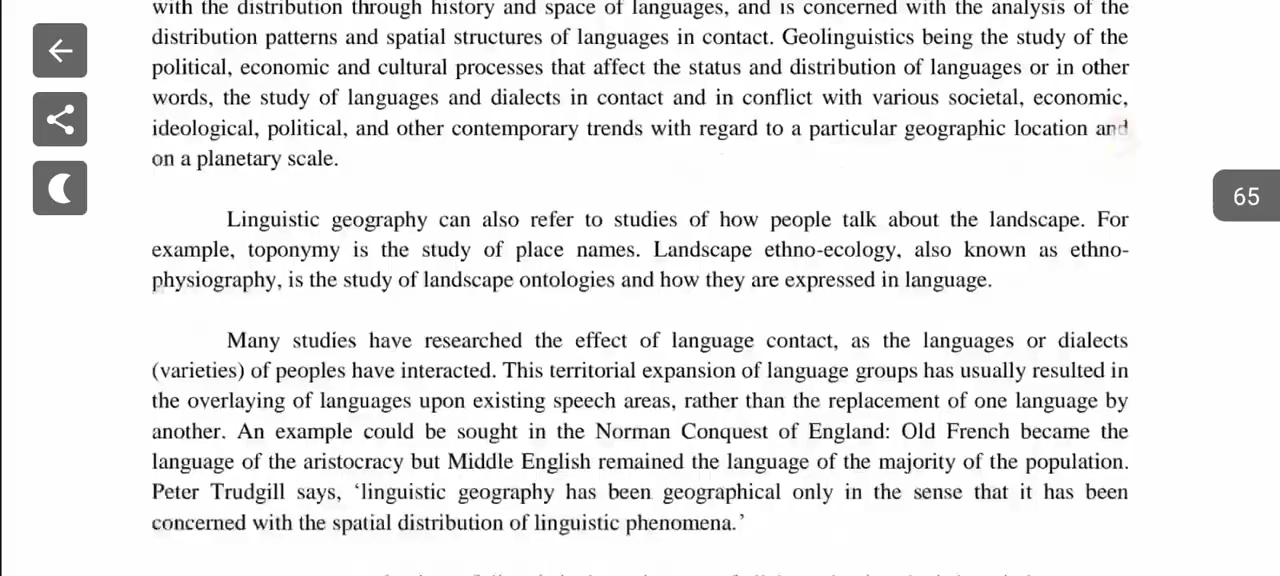 with the distribution through history and space of languages, and is concerned with the analysis of the
distribution patterns and spatial structures of languages in contact. Geolinguistics being the study of the
political, economic and cultural processes that affect the status and distribution of languages or in other
words, the study of languages and dialects in contact and in conflict with various societal, economic,
ideological, political, and other contemporary trends with regard to a particular geographic location and
on a planetary scale.
65
Linguistic geography can also refer to studies of how people talk about the landscape. For
example, toponymy is the study of place names. Landscape ethno-ecology, also known as ethno-
physiography, is the study of landscape ontologies and how they are expressed in language.
Many studies have researched the effect of language contact, as the languages or dialects
(varieties) of peoples have interacted. This territorial expansion of language groups has usually resulted in
the overlaying of languages upon existing speech areas, rather than the replacement of one language by
another. An example could be sought in the Norman Conquest of England: Old French became the
language of the aristocracy but Middle English remained the language of the majority of the population.
Peter Trudgill says, ‘linguistic geography has been geographical only in the sense that it has been
concerned with the spatial distribution of linguistic phenomena.’